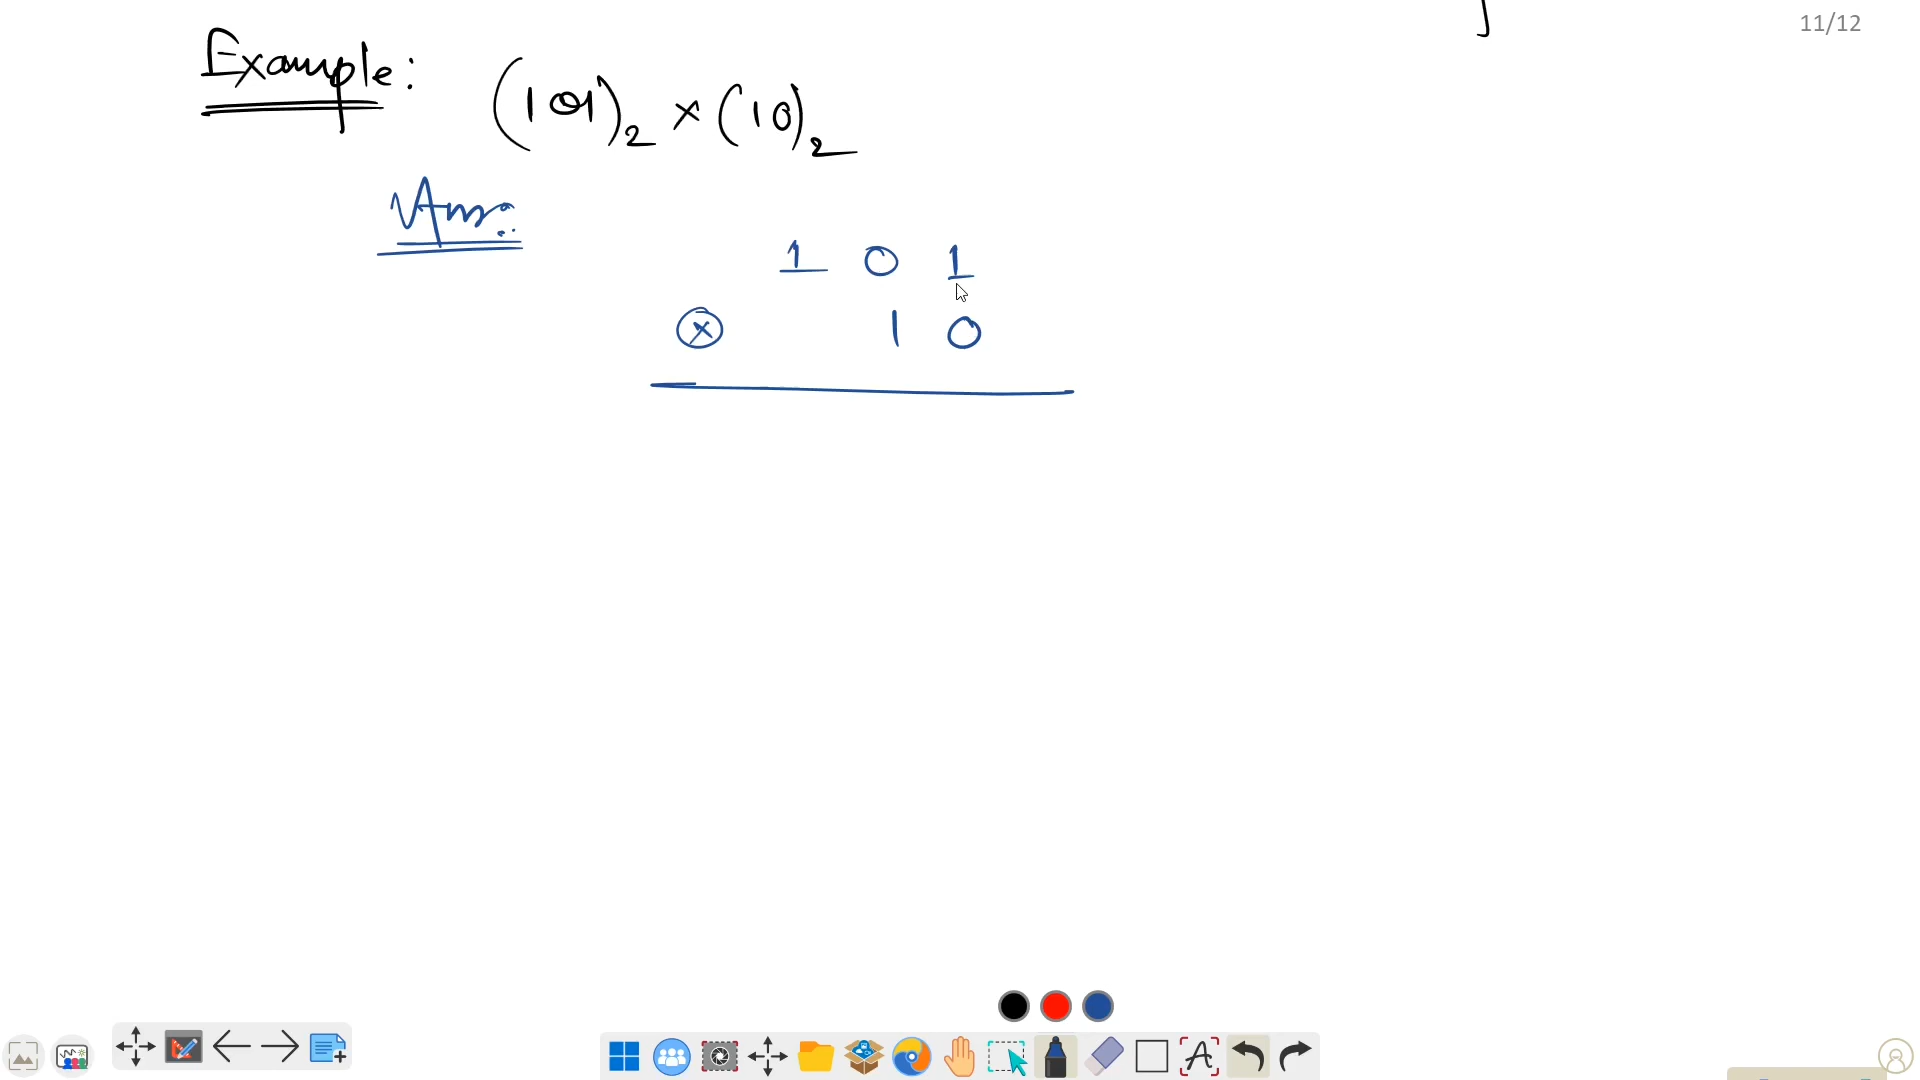 11/12
Example: (101)₂ × (10)₂
Ans:
1 0 1
× 1 0